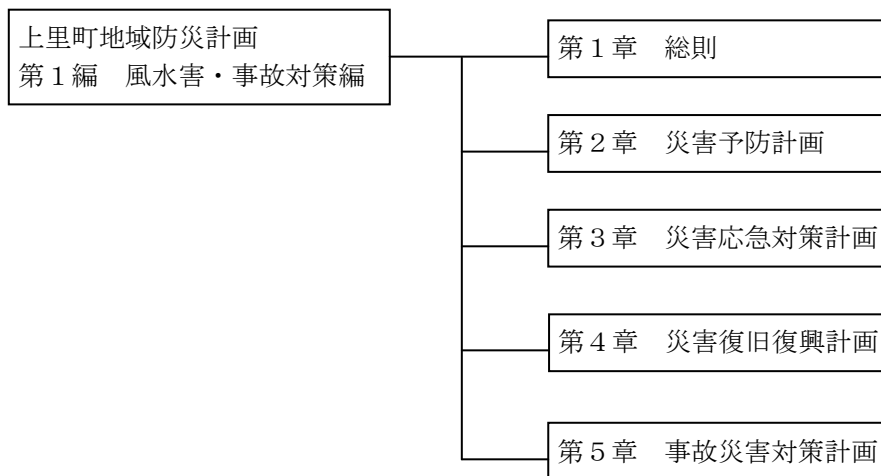 上里町地域防災計画
第１編　風水害・事故対策編
第１章　総則
第２章　災害予防計画
第３章　災害応急対策計画
第４章　災害復旧復興計画
第５章　事故災害対策計画